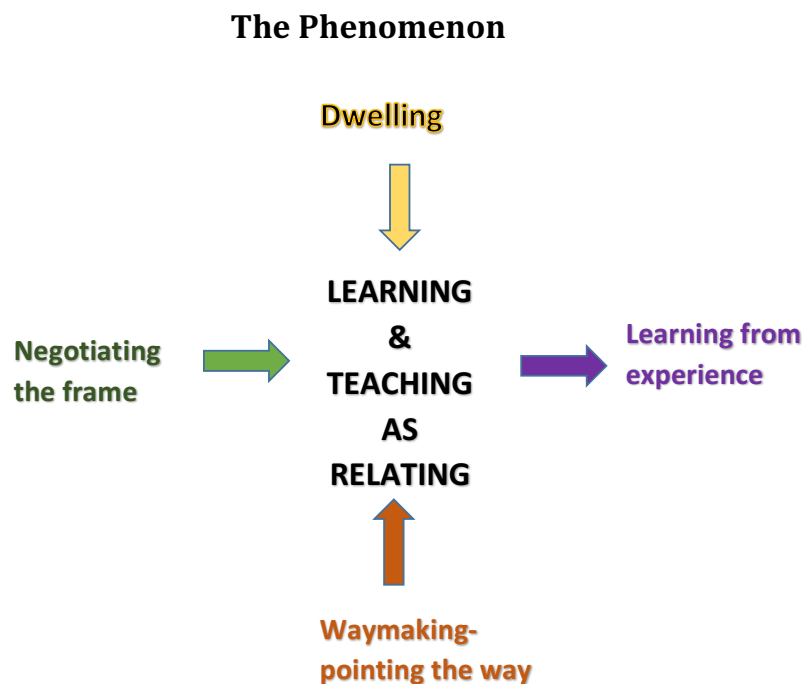 The Phenomenon
Dwelling
LEARNING
&
TEACHING
AS
RELATING
Negotiating
the frame
Learning from
experience
Waymaking-
pointing the way